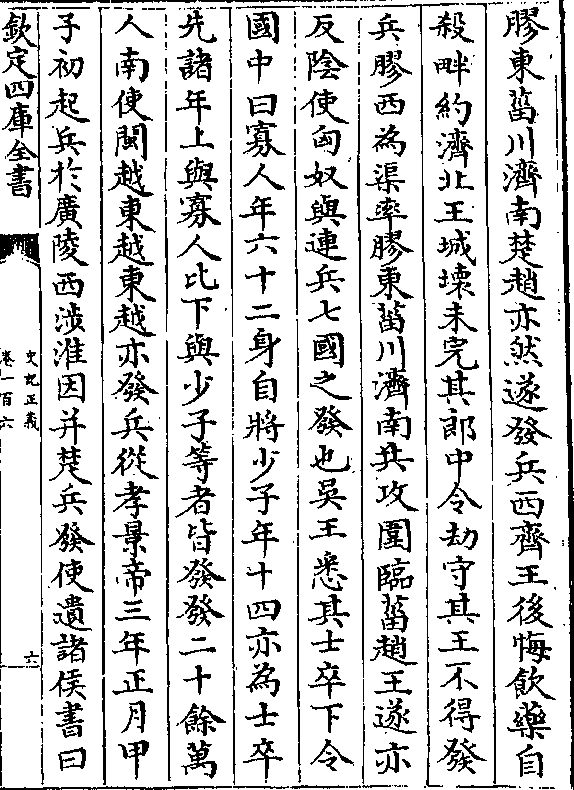 膠東菑川濟南楚趙亦然遂發兵西齊王後悔飲藥自
殺畔約濟北王城壞未完其郎中令劫守其王不得發
兵膠西為渠率膠東菑川濟南共攻圍臨菑趙王遂亦
反陰使匈奴與連兵七國之發也吳王悉其士卒下令
國中曰寡人年六十二身自將少子年十四亦為士卒
先諸年上與寡人比下與少子等者皆發發二十餘萬
人南使閩越東越東越亦發兵從孝景帝三年正月甲
子初起兵於廣陵西涉淮因并楚兵發使遺諸侯書曰
欽定四庫全書
史記正義
卷一百六
六